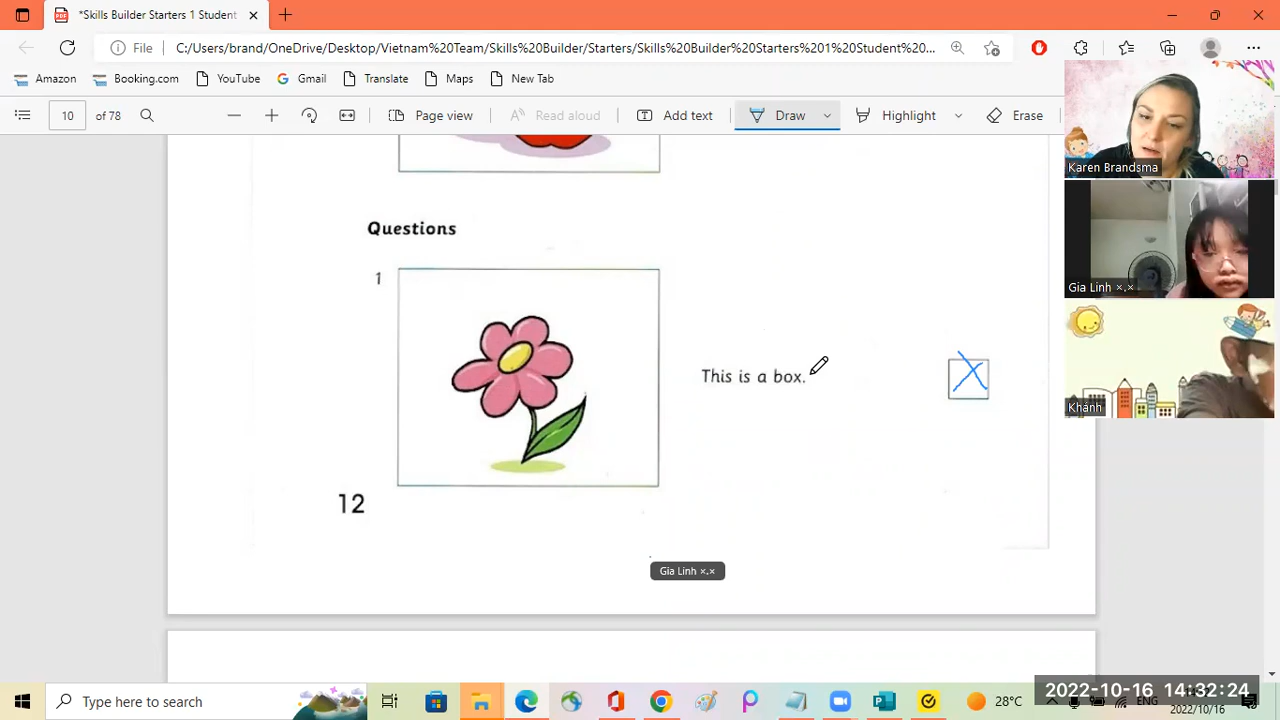 *Skills Builder Starters 1 Student
File
C:/Users/brand/OneDrive/Desktop/Vietnam%20Team/Skills%20Builder/Starters/Skills%20Builder%20Starters%201%20Student%20...
Amazon
Booking.com
YouTube
Gmail
Translate
Maps
New Tab
10 of 78
Page view
Read aloud
Add text
Draw
Highlight
Erase
Karen Brandsma
Gia Linh ×.×
Khánh
Questions
1
This is a box.
12
Gia Linh ×.×
Type here to search
28°C
ENG
2022-10-16 14:32:24
2022/10/16